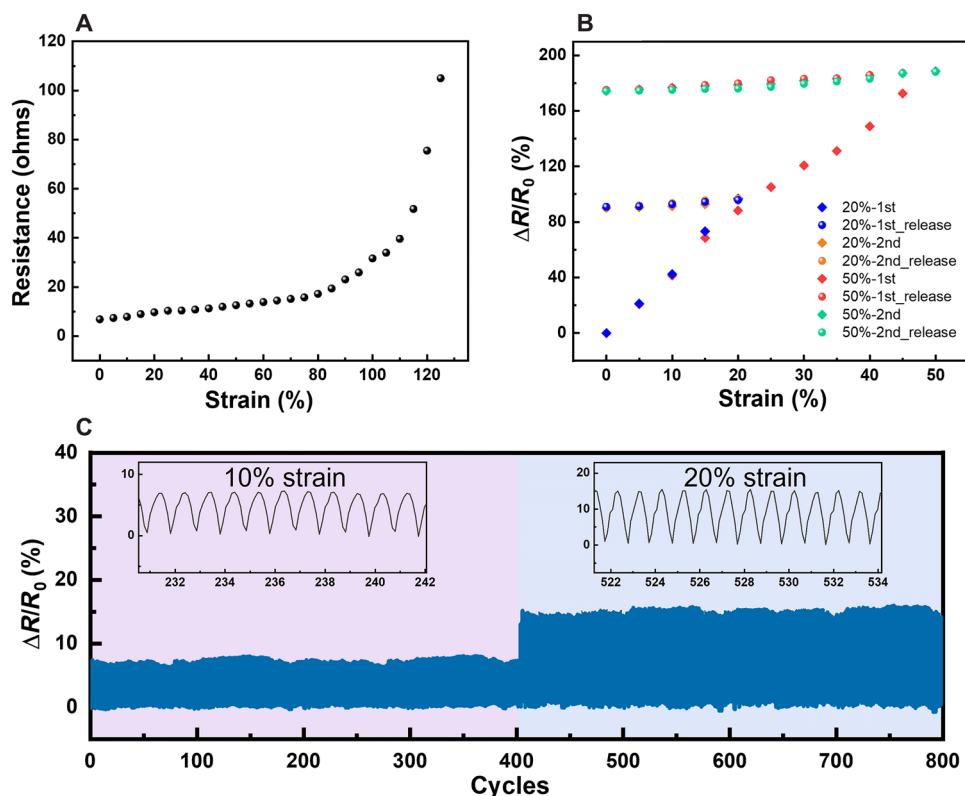 A
Resistance (ohms)
120
100
80
60
40
20
0
0 20 40 60 80 100 120
Strain (%)
B
ΔR/R0 (%)
200
160
120
80
40
0
20%-1st
20%-1st_release
20%-2nd
20%-2nd_release
50%-1st
50%-1st_release
50%-2nd
50%-2nd_release
0 10 20 30 40 50
Strain (%)
C
ΔR/R0 (%)
40
30
20
10
0
10% strain
10
0
232 234 236 238 240 242
20% strain
20
10
0
522 524 526 528 530 532 534
0 100 200 300 400 500 600 700 800
Cycles